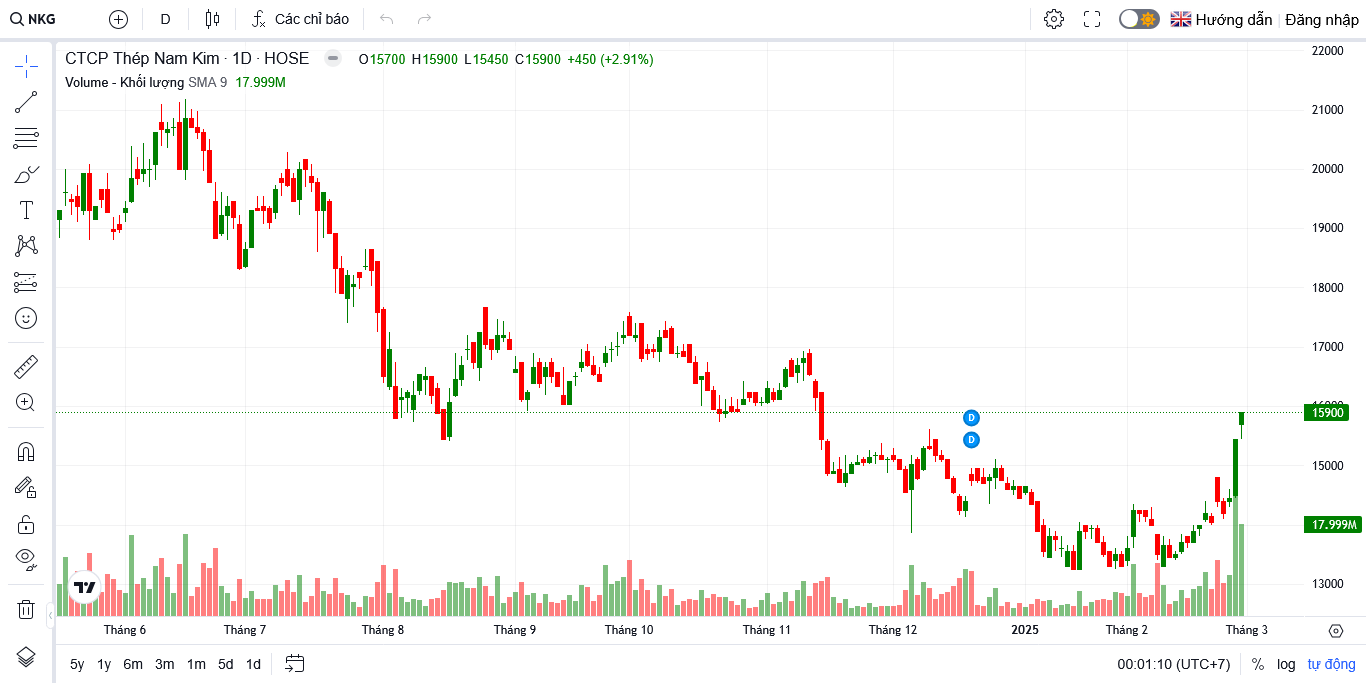 NKG D Các chỉ báo Hướng dẫn Đăng nhập
CTCP Thép Nam Kim · 1D · HOSE O15700 H15900 L15450 C15900 +450 (+2.91%)
Volume - Khối lượng SMA 9 17.999M
22000
21000
20000
19000
18000
17000
16000
15900
D
D
15000
17.999M
13000
Tháng 6 Tháng 7 Tháng 8 Tháng 9 Tháng 10 Tháng 11 Tháng 12 2025 Tháng 2 Tháng 3
5y 1y 6m 3m 1m 5d 1d 00:01:10 (UTC+7) % log tự động